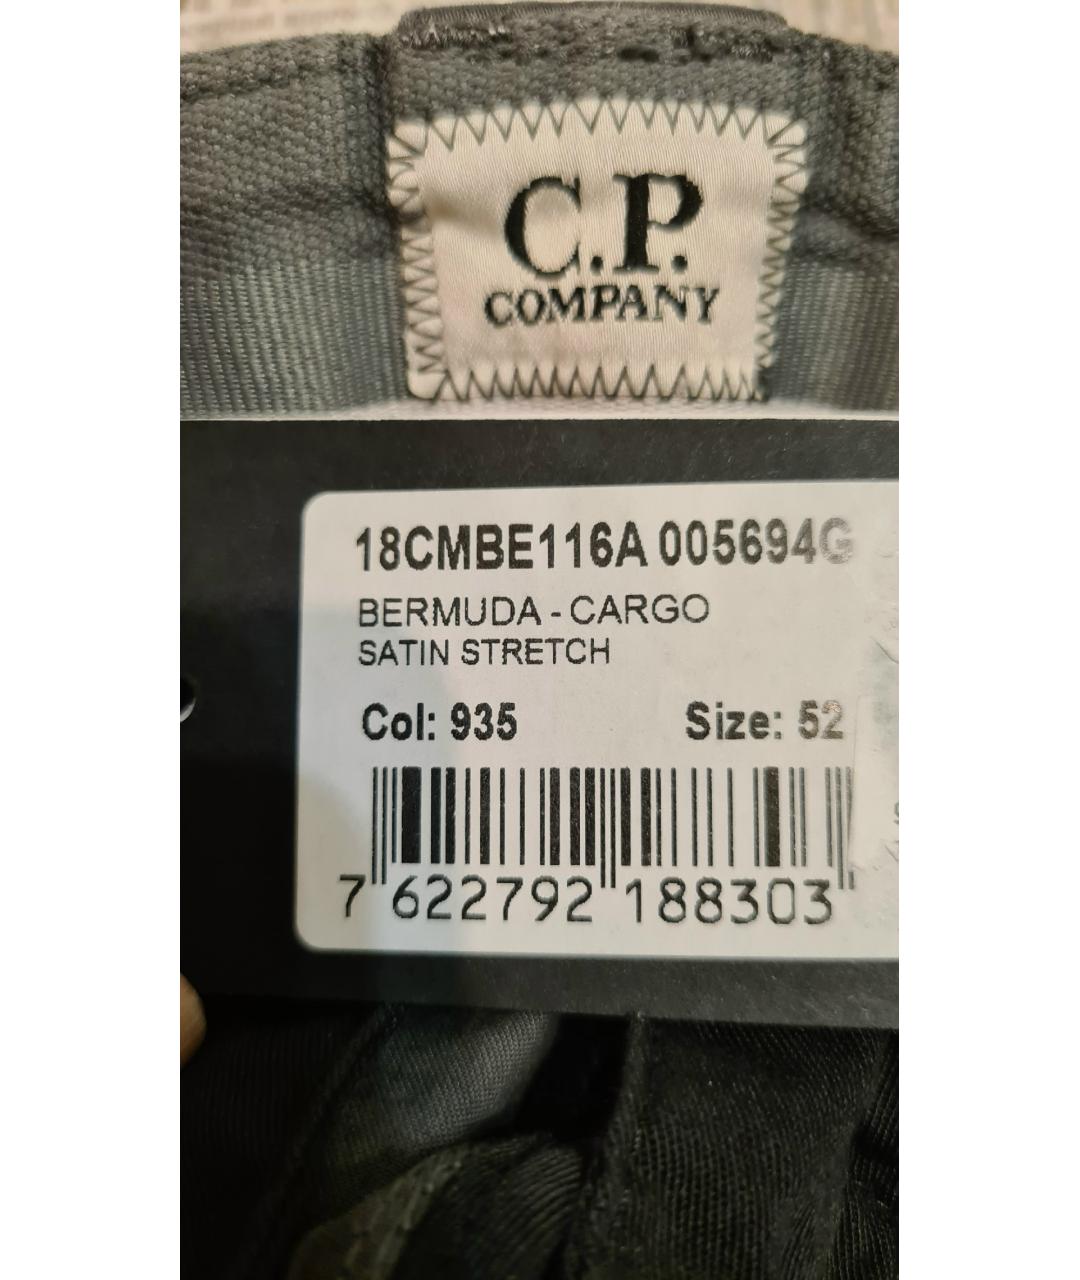 C.P.
COMPANY
18CMBE116A 005694G
BERMUDA - CARGO
SATIN STRETCH
Col: 935 Size: 52
7 622792 188303